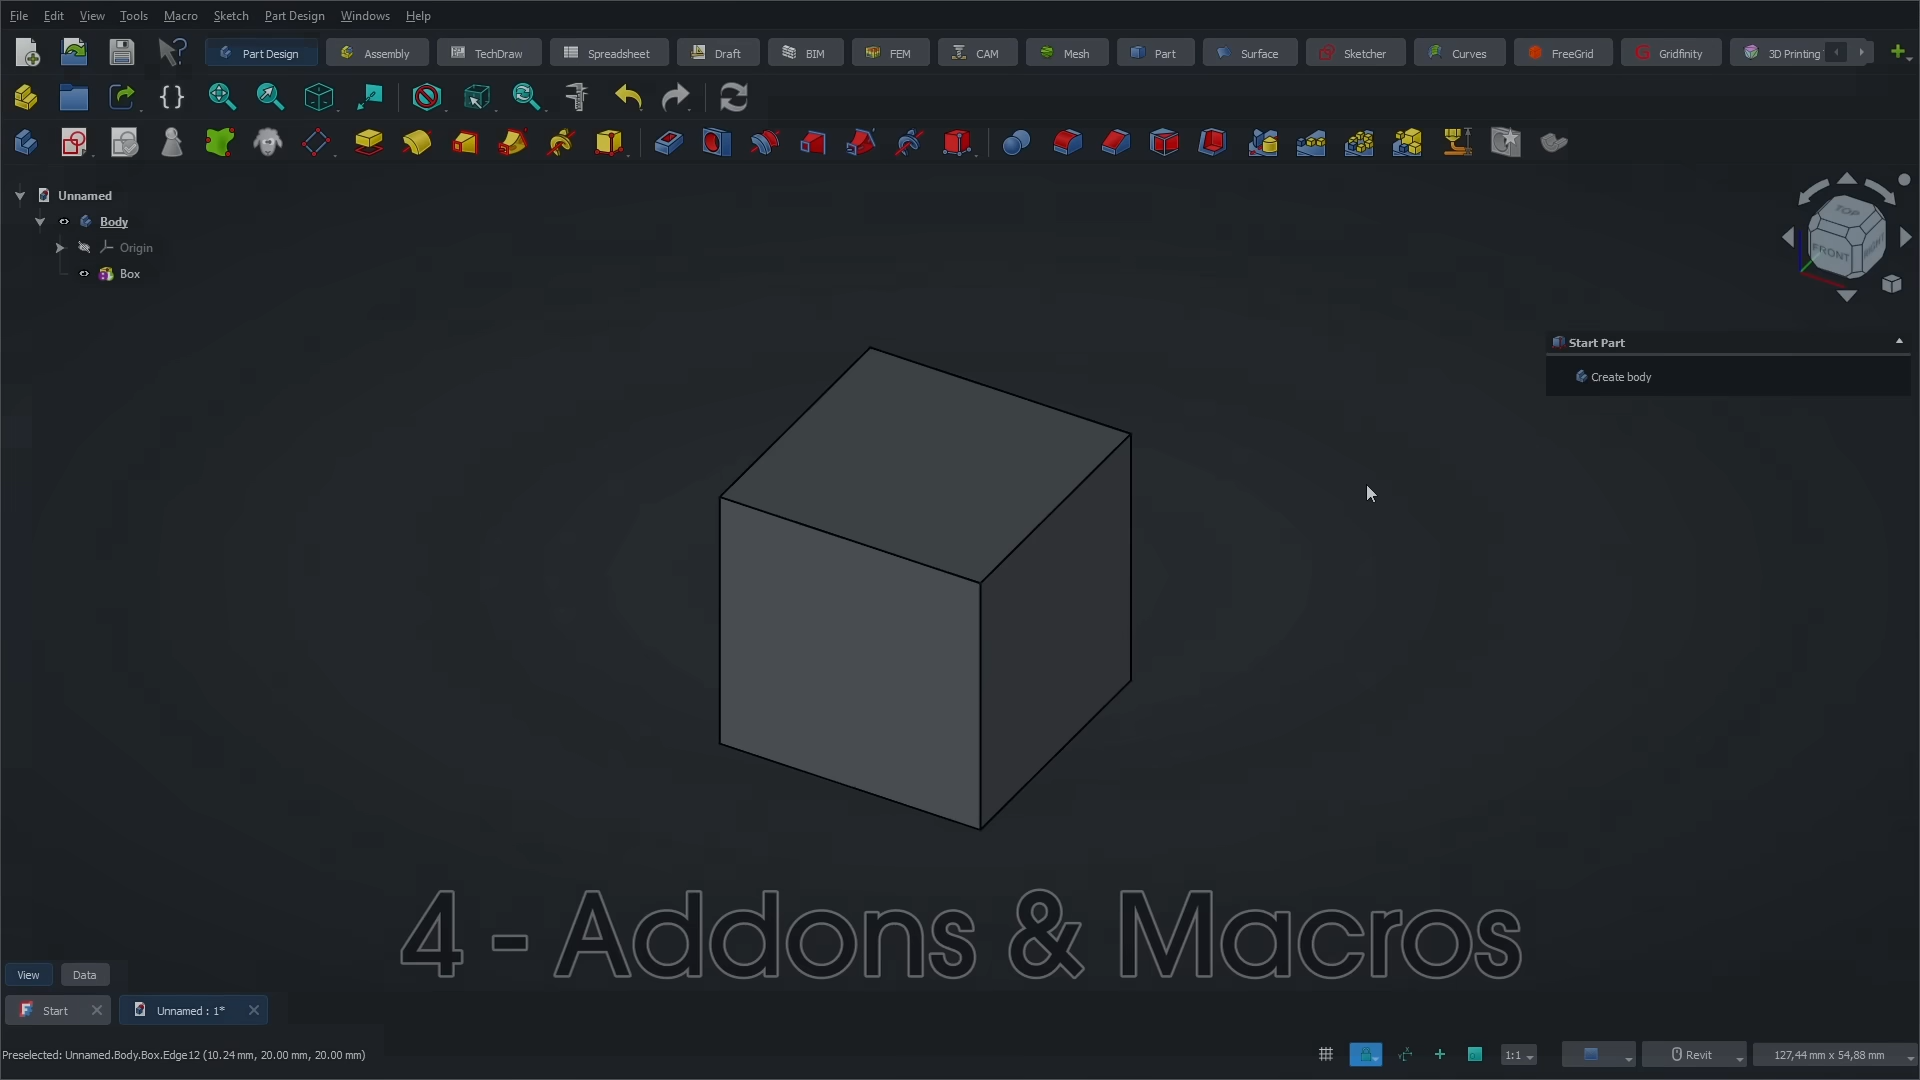 File Edit View Tools Macro Sketch Part Design Windows Help
Part Design Assembly TechDraw Spreadsheet Draft BIM FEM CAM Mesh Part Surface Sketcher Curves FreeGrid Gridfinity 3D Printing
Unnamed
Body
Origin
Box
TOP
FRONT
RIGHT
Start Part
Create body
4 - Addons & Macros
View Data
Start Unnamed : 1*
Preselected: Unnamed.Body.Box.Edge12 (10.24 mm, 20.00 mm, 20.00 mm)
1:1 Revit 127,44 mm x 54,88 mm